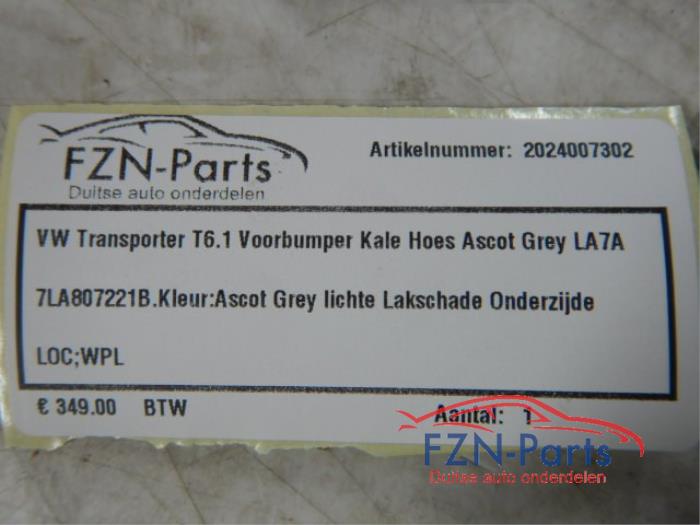 FZN-Parts
Duitse auto onderdelen
Artikelnummer: 2024007302
VW Transporter T6.1 Voorbumper Kale Hoes Ascot Grey LA7A
7LA807221B.Kleur:Ascot Grey lichte Lakschade Onderzijde
LOC;WPL
€ 349.00 BTW
Aantal: 1
FZN-Parts
Duitse auto onderdelen